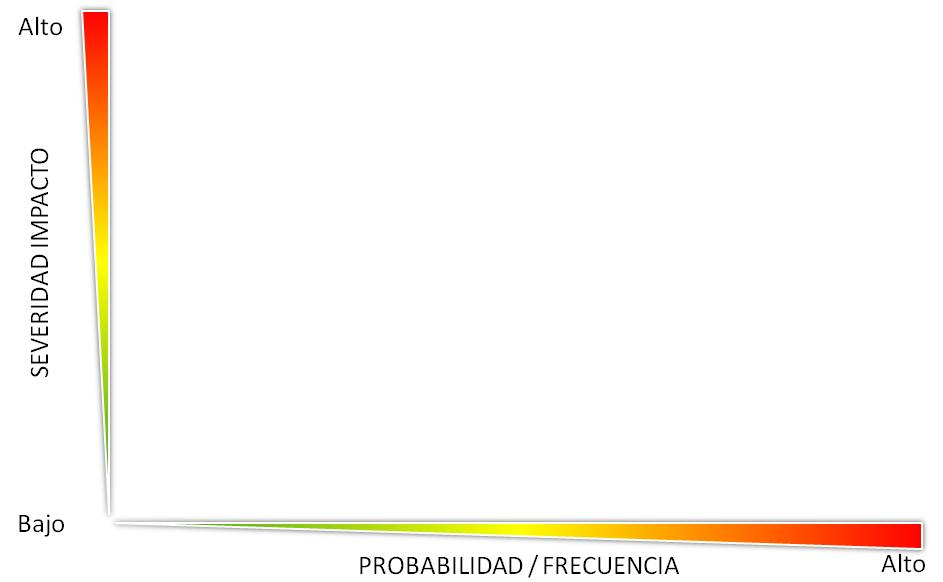 Alto
SEVERIDAD IMPACTO
Bajo
PROBABILIDAD / FRECUENCIA
Alto